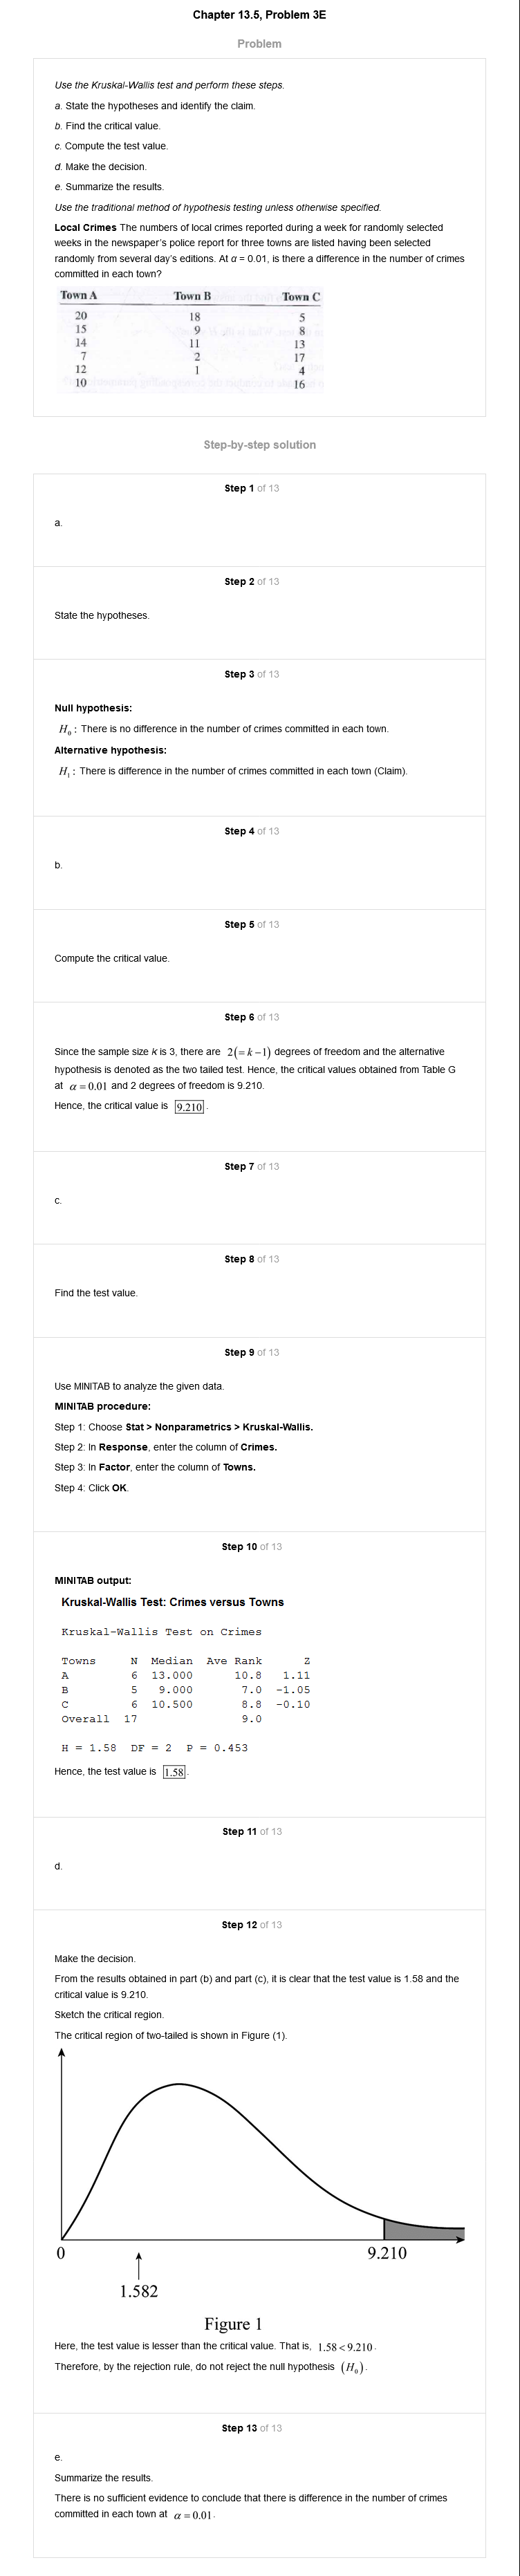 Chapter 13.5, Problem 3E
Problem
Use the Kruskal-Wallis test and perform these steps.
a. State the hypotheses and identify the claim.
b. Find the critical value.
c. Compute the test value.
d. Make the decision.
e. Summarize the results.
Use the traditional method of hypothesis testing unless otherwise specified.
Local Crimes The numbers of local crimes reported during a week for randomly selected
weeks in the newspaper's police report for three towns are listed having been selected
randomly from several day's editions. At α = 0.01, is there a difference in the number of crimes
committed in each town?
Town A Town B Town C
20 18 5
15 9 8
14 11 13
7 2 17
12 1 4
10 16
Step-by-step solution
Step 1 of 13
a.
Step 2 of 13
State the hypotheses.
Step 3 of 13
Null hypothesis:
H₀ : There is no difference in the number of crimes committed in each town.
Alternative hypothesis:
H₁ : There is difference in the number of crimes committed in each town (Claim).
Step 4 of 13
b.
Step 5 of 13
Compute the critical value.
Step 6 of 13
Since the sample size k is 3, there are 2(= k − 1) degrees of freedom and the alternative
hypothesis is denoted as the two tailed test. Hence, the critical values obtained from Table G
at α = 0.01 and 2 degrees of freedom is 9.210.
Hence, the critical value is 9.210.
Step 7 of 13
c.
Step 8 of 13
Find the test value.
Step 9 of 13
Use MINITAB to analyze the given data.
MINITAB procedure:
Step 1: Choose Stat > Nonparametrics > Kruskal-Wallis.
Step 2: In Response, enter the column of Crimes.
Step 3: In Factor, enter the column of Towns.
Step 4: Click OK.
Step 10 of 13
MINITAB output:
Kruskal-Wallis Test: Crimes versus Towns
Kruskal-Wallis Test on Crimes
Towns N Median Ave Rank Z
A 6 13.000 10.8 1.11
B 5 9.000 7.0 -1.05
C 6 10.500 8.8 -0.10
Overall 17 9.0
H = 1.58 DF = 2 P = 0.453
Hence, the test value is 1.58.
Step 11 of 13
d.
Step 12 of 13
Make the decision.
From the results obtained in part (b) and part (c), it is clear that the test value is 1.58 and the
critical value is 9.210.
Sketch the critical region.
The critical region of two-tailed is shown in Figure (1).
0 9.210
1.582
Figure 1
Here, the test value is lesser than the critical value. That is, 1.58 < 9.210.
Therefore, by the rejection rule, do not reject the null hypothesis (H₀).
Step 13 of 13
e.
Summarize the results.
There is no sufficient evidence to conclude that there is difference in the number of crimes
committed in each town at α = 0.01.